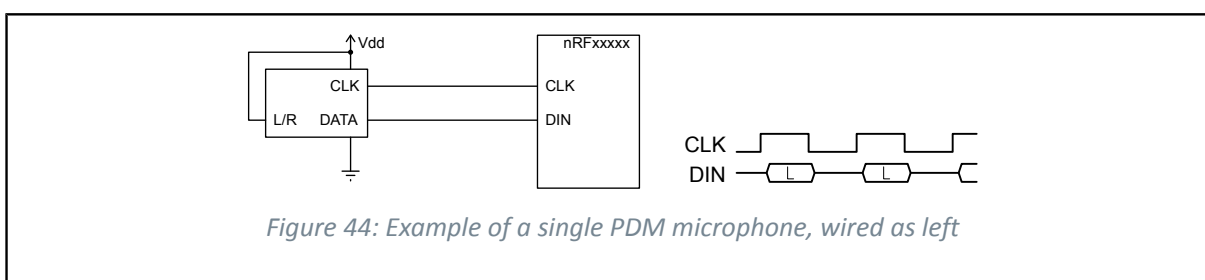 Vdd
nRFxxxxx
CLK
CLK
L/R DATA
DIN
CLK
DIN L L
Figure 44: Example of a single PDM microphone, wired as left